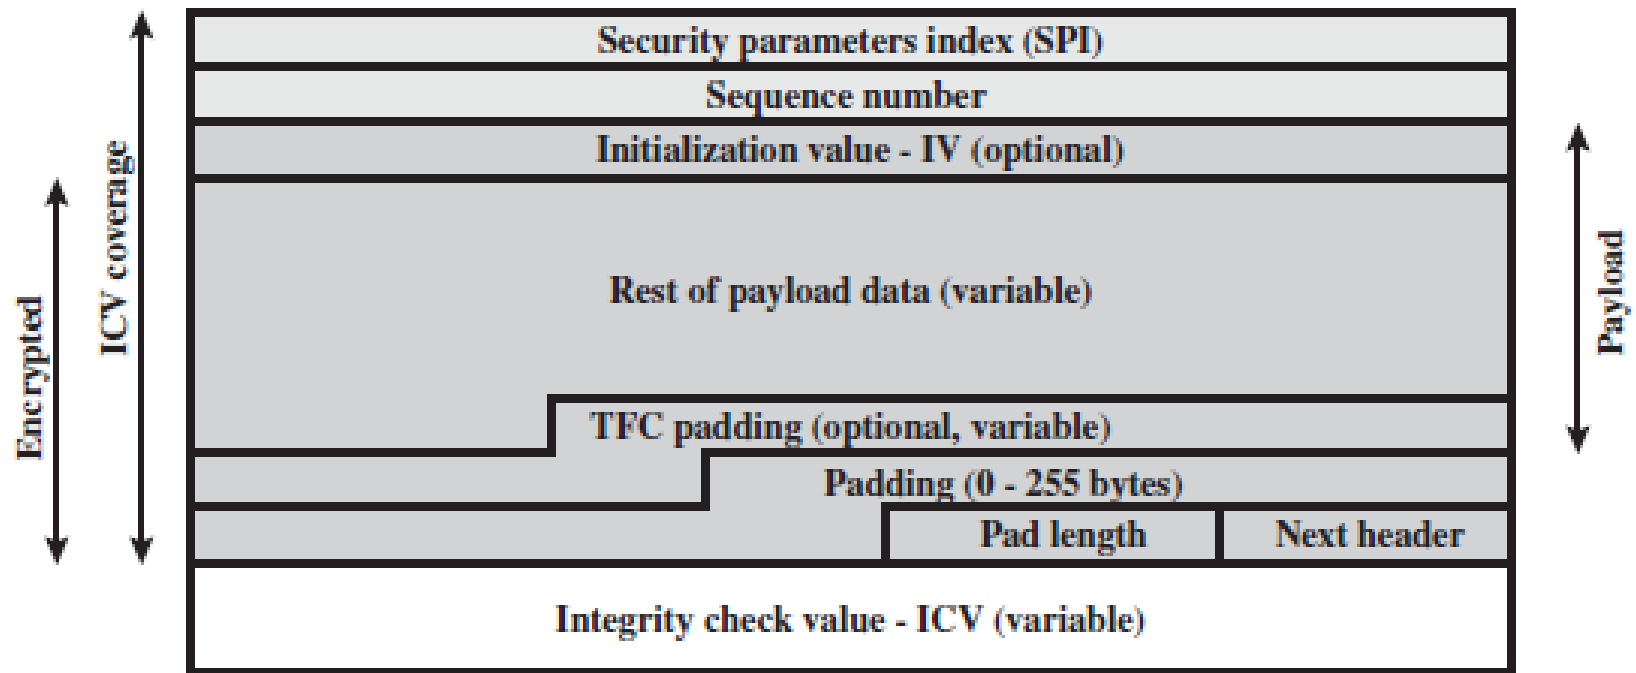 Security parameters index (SPI)
Sequence number
Initialization value - IV (optional)
Rest of payload data (variable)
TFC padding (optional, variable)
Padding (0 - 255 bytes)
Pad length
Next header
Integrity check value - ICV (variable)
Encrypted
ICV coverage
Payload